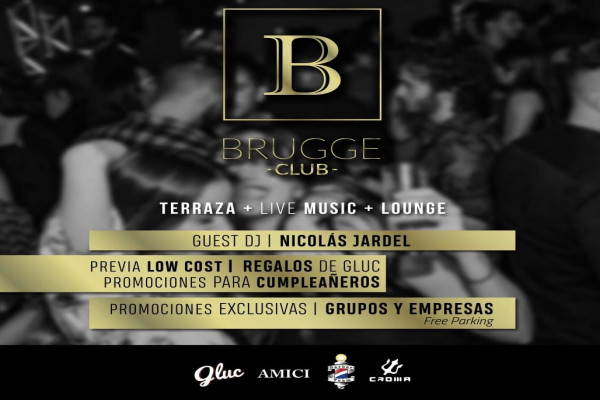 B
BRUGGE
-CLUB-
TERRAZA + LIVE MUSIC + LOUNGE
GUEST DJ | NICOLÁS JARDEL
PREVIA LOW COST | REGALOS DE GLUC
PROMOCIONES PARA CUMPLEAÑEROS
PROMOCIONES EXCLUSIVAS | GRUPOS Y EMPRESAS
Free Parking
gluc AMICI CROMA